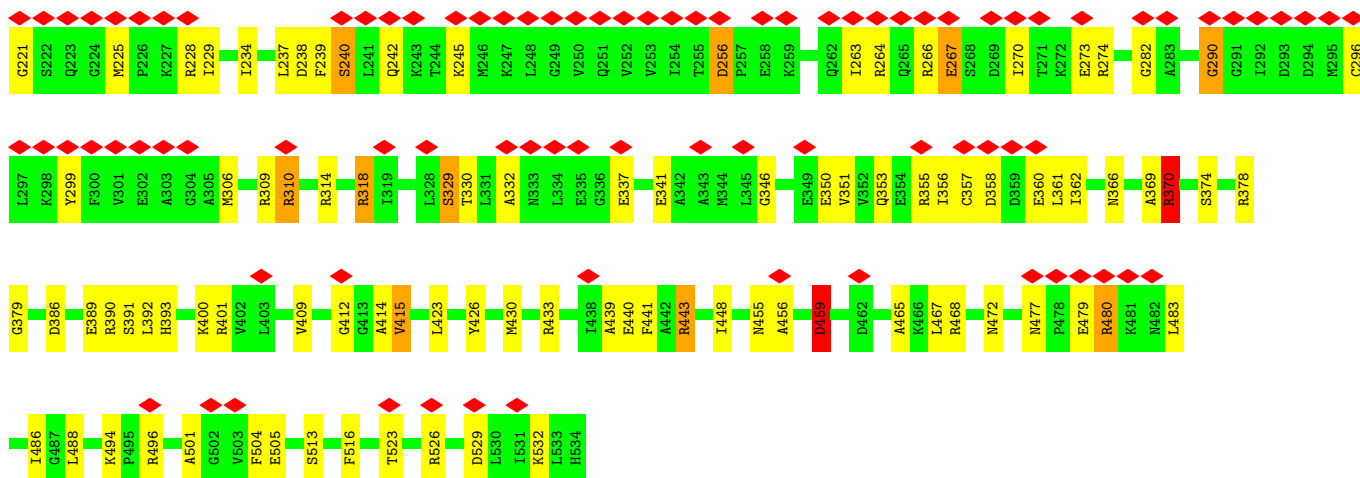 G221 S222 Q223 G224 M225 P226 K227 R228 I229 I234 L237 D238 F239 S240 L241 Q242 K243 T244 K245 M246 K247 L248 G249 V250 Q251 V252 V253 I254 T255 D256 P257 E258 K259 Q262 I263 R264 Q265 R266 E267 S268 D269 I270 T271 K272 E273 R274 G282 A283 G290 G291 I292 D293 D294 M295 C296
L297 K298 Y299 F300 V301 E302 A303 G304 A305 M306 R309 R310 R314 R318 I319 L328 S329 T330 L331 A332 N333 L334 E335 G336 E337 E341 A342 A343 M344 L345 G346 E349 E350 V351 V352 Q353 E354 R355 I356 C357 D358 D359 E360 L361 I362 N366 A369 R370 S374 R378
G379 D386 E389 R390 S391 L392 H393 K400 R401 V402 L403 V409 G412 G413 A414 V415 L423 Y426 M430 R433 I438 A439 E440 F441 A442 R443 I448 N455 A456 D459 D462 A465 K466 L467 R468 N472 N477 P478 E479 R480 K481 N482 L483
I486 G487 L488 K494 P495 R496 A501 G502 V503 F504 E505 S513 F516 T523 R526 D529 L530 I531 K532 L533 H534